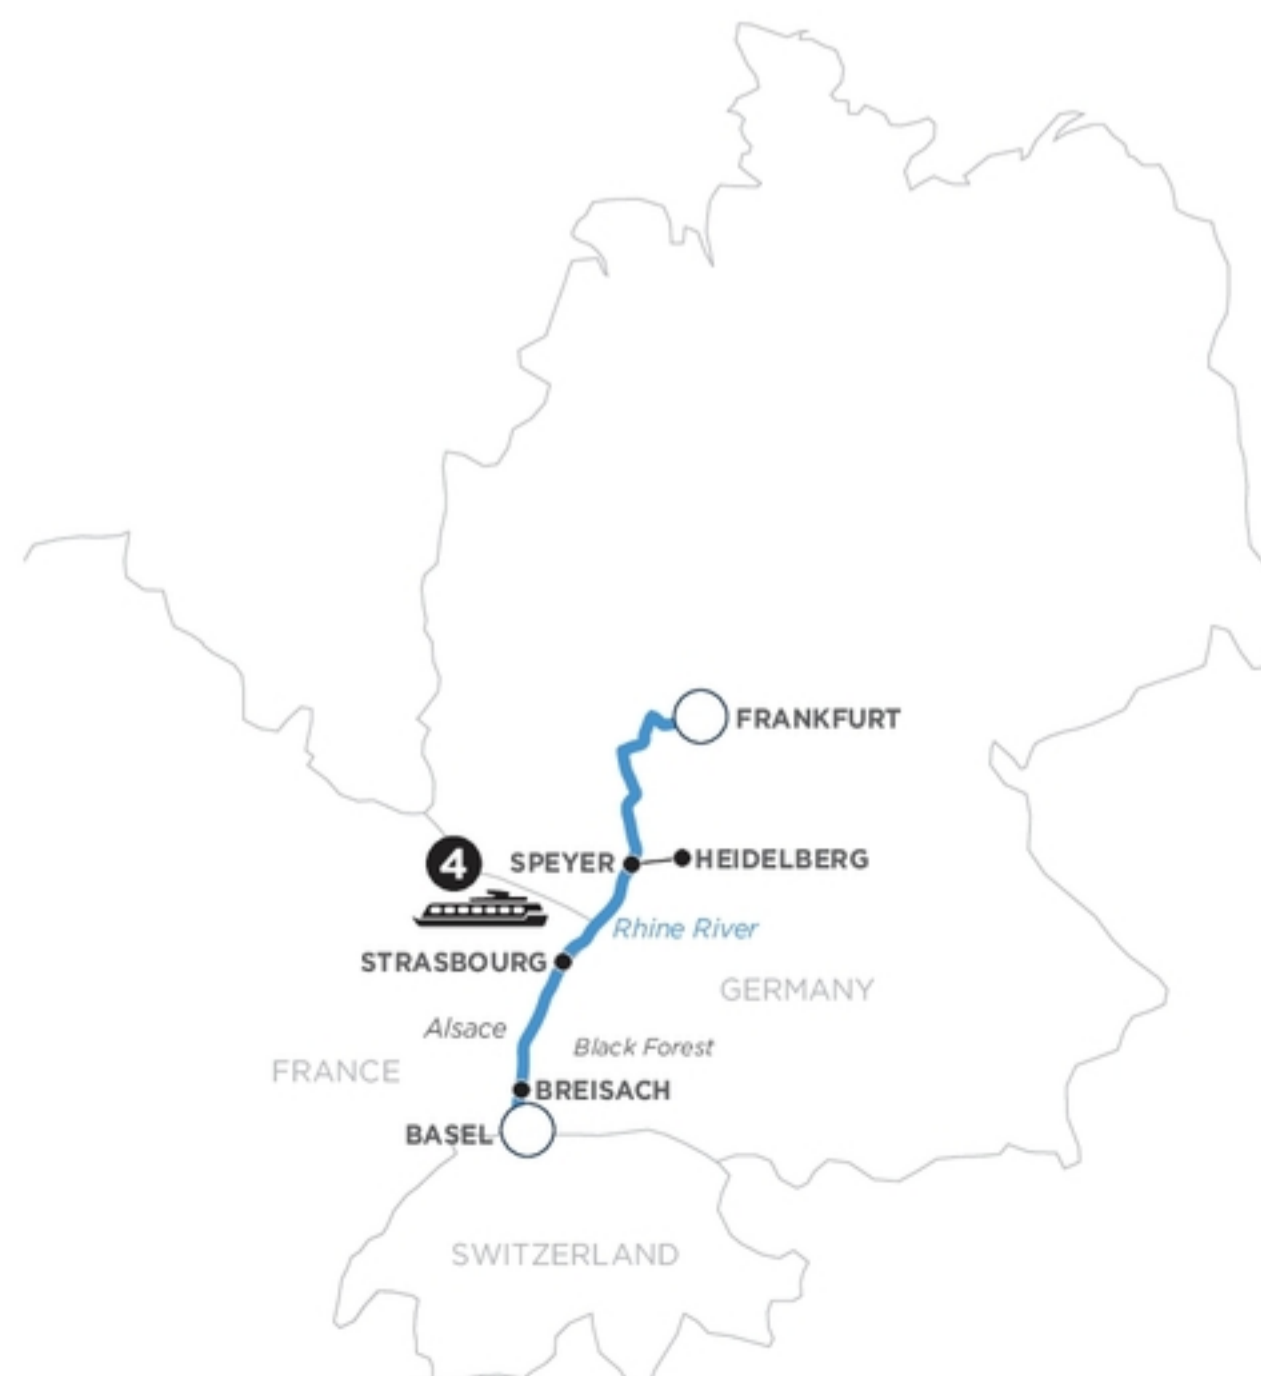 FRANKFURT
SPEYER
HEIDELBERG
4
Rhine River
STRASBOURG
GERMANY
Alsace
Black Forest
FRANCE
BREISACH
BASEL
SWITZERLAND